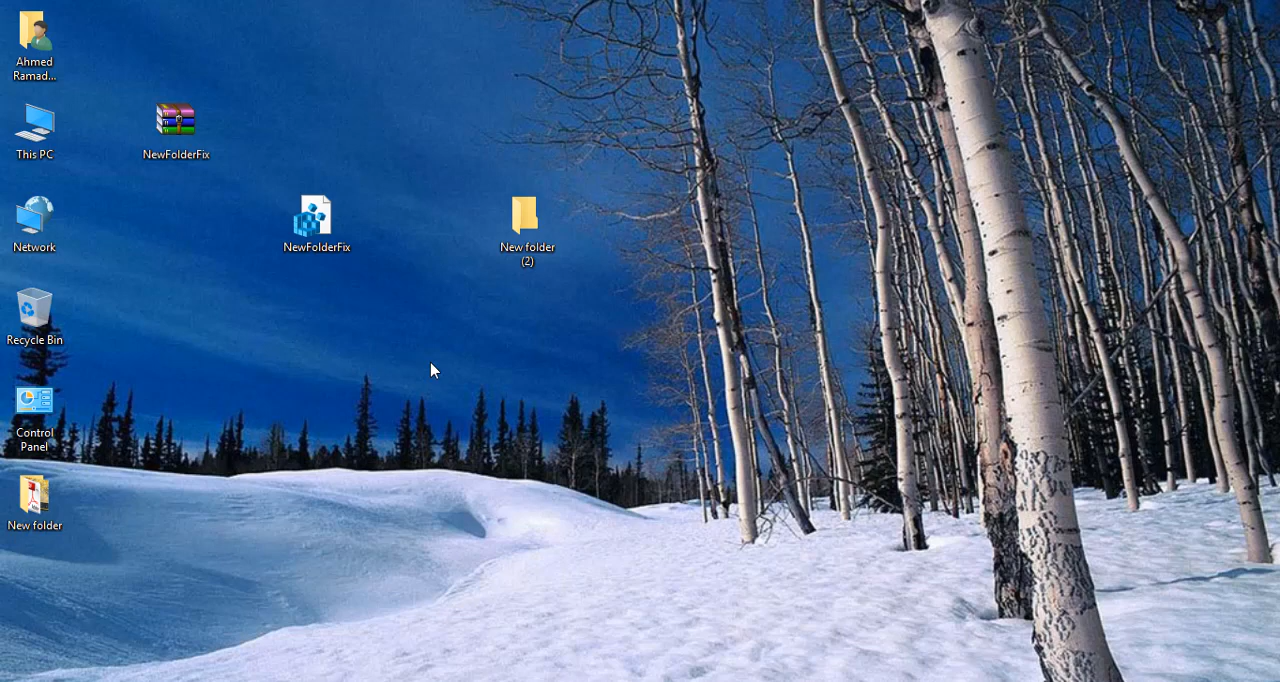 Ahmed
Ramad...
This PC
NewFolderFix
Network
NewFolderFix
New folder
(2)
Recycle Bin
Control
Panel
New folder